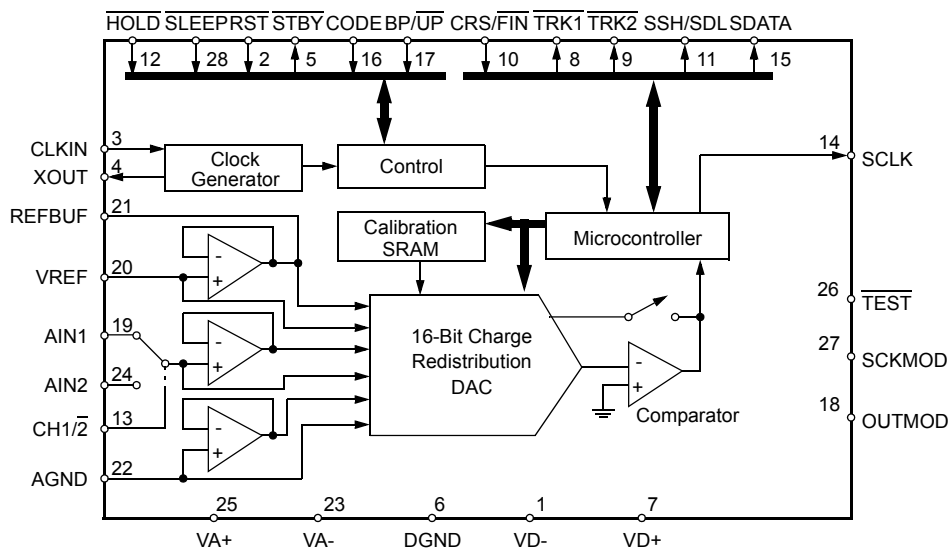 HOLD SLEEP RST STBY CODE BP/UP CRS/FIN TRK1 TRK2 SSH/SDL SDATA
12 28 2 5 16 17 10 8 9 11 15
CLKIN 3
XOUT 4
Clock
Generator
Control
14 SCLK
REFBUF 21
Calibration
SRAM
Microcontroller
VREF 20
-
+
26 TEST
AIN1 19
-
+
16-Bit Charge
Redistribution
DAC
27 SCKMOD
AIN2 24
-
+
Comparator
CH1/2 13
-
+
18 OUTMOD
AGND 22
25 23 6 1 7
VA+ VA- DGND VD- VD+